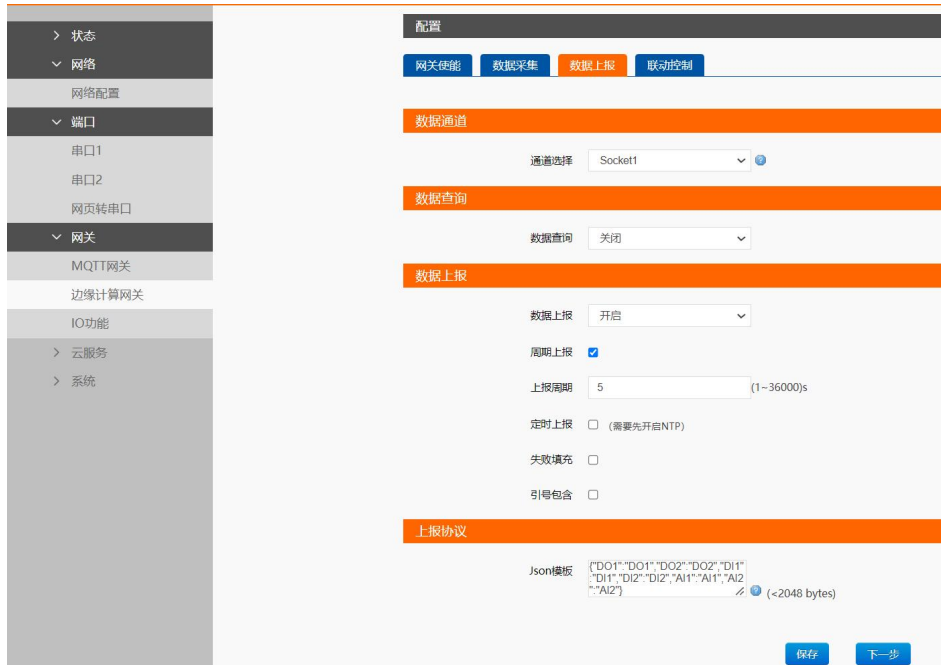 状态
网络
网络配置
端口
串口1
串口2
网页转串口
网关
MQTT网关
边缘计算网关
IO功能
云服务
系统
配置
网关使能 数据采集 数据上报 联动控制
数据通道
通道选择 Socket1
数据查询
数据查询 关闭
数据上报
数据上报 开启
周期上报
上报周期 5 (1~36000)s
定时上报 (需要先开启NTP)
失败填充
引号包含
上报协议
Json模板 {"DO1":"DO1","DO2":"DO2","DI1"
:"DI1","DI2":"DI2","AI1":"AI1","AI2
":"AI2"} (<2048 bytes)
保存 下一步